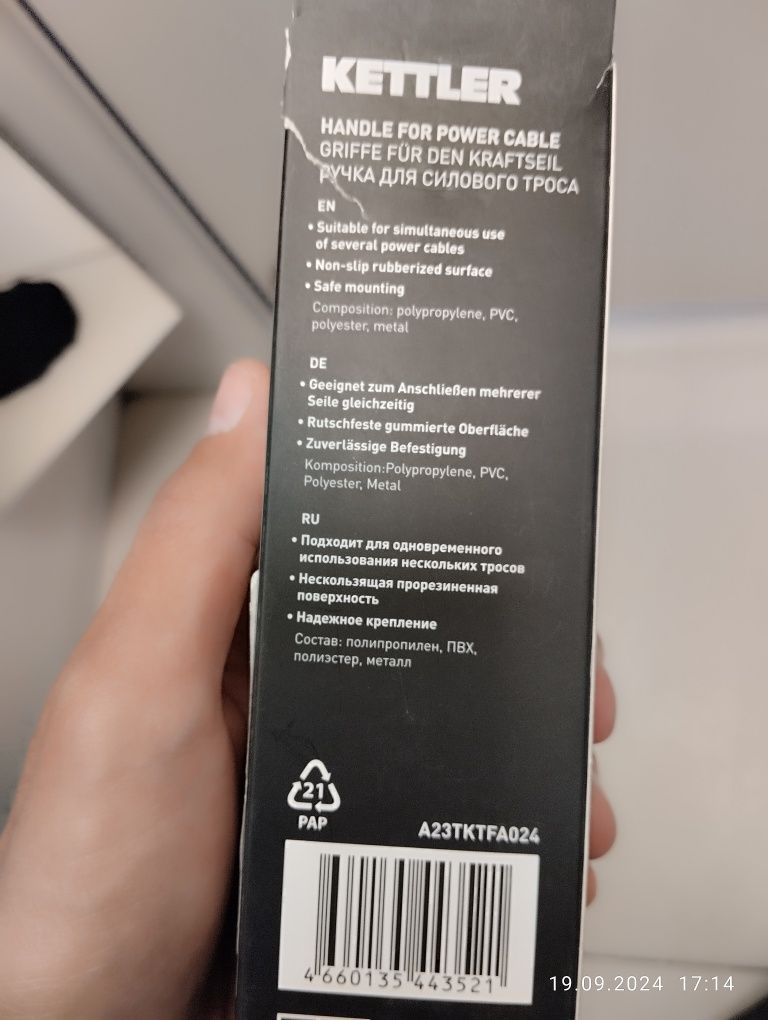 KETTLER
HANDLE FOR POWER CABLE
GRIFFE FÜR DEN KRAFTSEIL
РУЧКА ДЛЯ СИЛОВОГО ТРОСА
EN
• Suitable for simultaneous use
of several power cables
• Non-slip rubberized surface
• Safe mounting
Composition: polypropylene, PVC,
polyester, metal
DE
• Geeignet zum Anschließen mehrerer
Seile gleichzeitig
• Rutschfeste gummierte Oberfläche
• Zuverlässige Befestigung
Komposition:Polypropylene, PVC,
Polyester, Metal
RU
• Подходит для одновременного
использования нескольких тросов
• Нескользящая прорезиненная
поверхность
• Надежное крепление
Состав: полипропилен, ПВХ,
полиэстер, металл
21
PAP
A23TKTFA024
4 660135 443521
19.09.2024 17:14